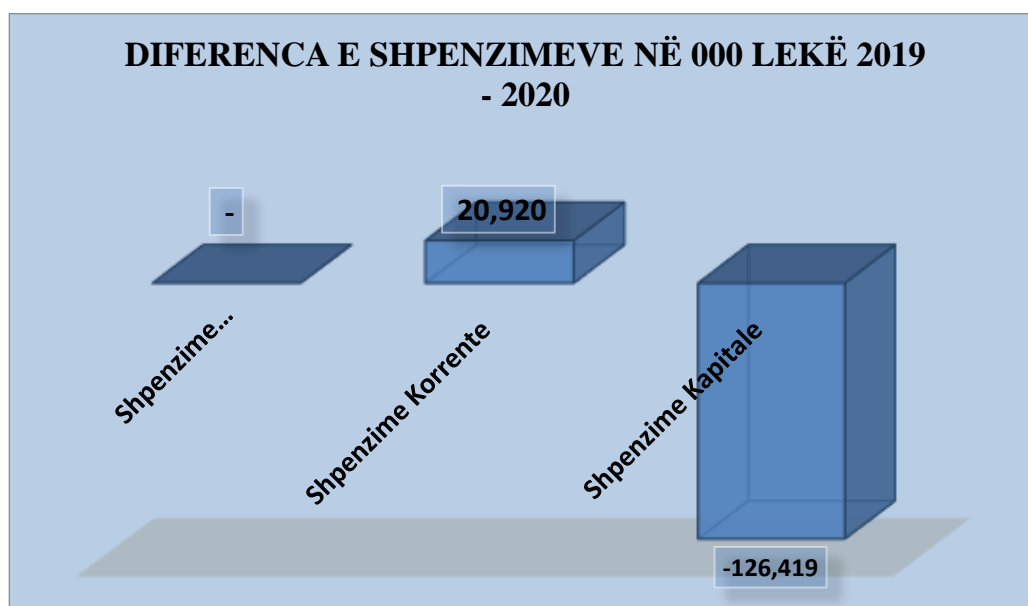 DIFERENCA E SHPENZIMEVE NË 000 LEKË 2019
- 2020
-
20,920
Shpenzime...
Shpenzime Korrente
Shpenzime Kapitale
-126,419